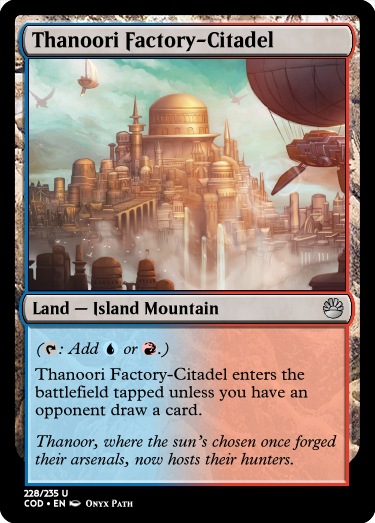 Thanoori Factory-Citadel
Land — Island Mountain
(: Add or .)
Thanoori Factory-Citadel enters the
battlefield tapped unless you have an
opponent draw a card.
Thanoor, where the sun's chosen once forged
their arsenals, now hosts their hunters.
228/235 U
COD • EN Onyx Path